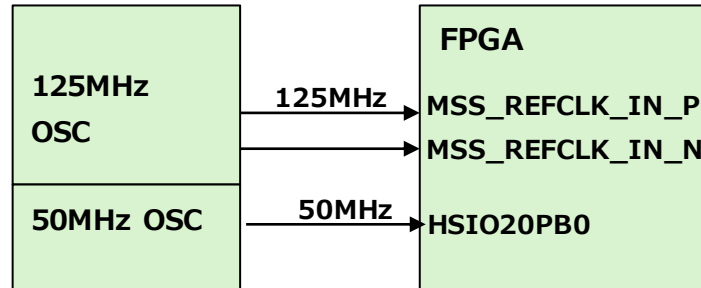 125MHz
OSC
50MHz OSC
125MHz
50MHz
FPGA
MSS_REFCLK_IN_P
MSS_REFCLK_IN_N
HSIO20PB0